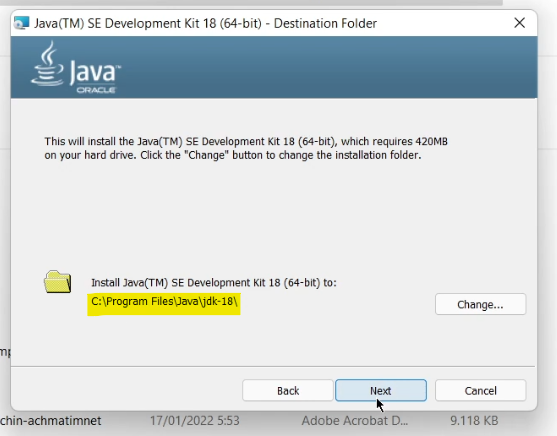 Java(TM) SE Development Kit 18 (64-bit) - Destination Folder
Java™
ORACLE
This will install the Java(TM) SE Development Kit 18 (64-bit), which requires 420MB
on your hard drive. Click the "Change" button to change the installation folder.
Install Java(TM) SE Development Kit 18 (64-bit) to:
C:\Program Files\Java\jdk-18\
Change...
Back Next Cancel
chin-achmatimnet 17/01/2022 5:53 Adobe Acrobat D... 9.118 KB